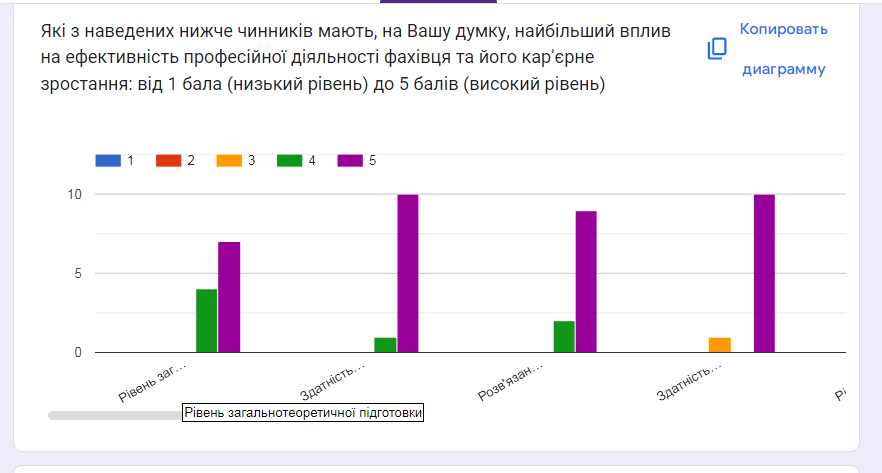 Які з наведених нижче чинників мають, на Вашу думку, найбільший вплив
на ефективність професійної діяльності фахівця та його кар'єрне
зростання: від 1 бала (низький рівень) до 5 балів (високий рівень)
Копировать
диаграмму
1 2 3 4 5
10
5
0
Рівень заг...
Здатність...
Розв'язан...
Здатність...
Рі
Рівень загальнотеоретичної підготовки